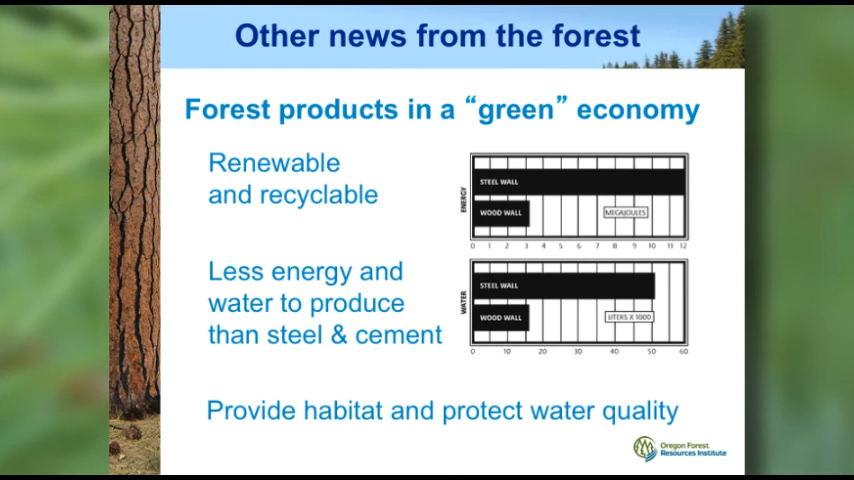 Other news from the forest
Forest products in a “green” economy
Renewable
and recyclable
ENERGY
STEEL WALL
WOOD WALL
MEGAJOULES
0 1 2 3 4 5 6 7 8 9 10 11 12
Less energy and
water to produce
than steel & cement
WATER
STEEL WALL
WOOD WALL
LITERS X 1000
0 10 20 30 40 50 60
Provide habitat and protect water quality
Oregon Forest
Resources Institute